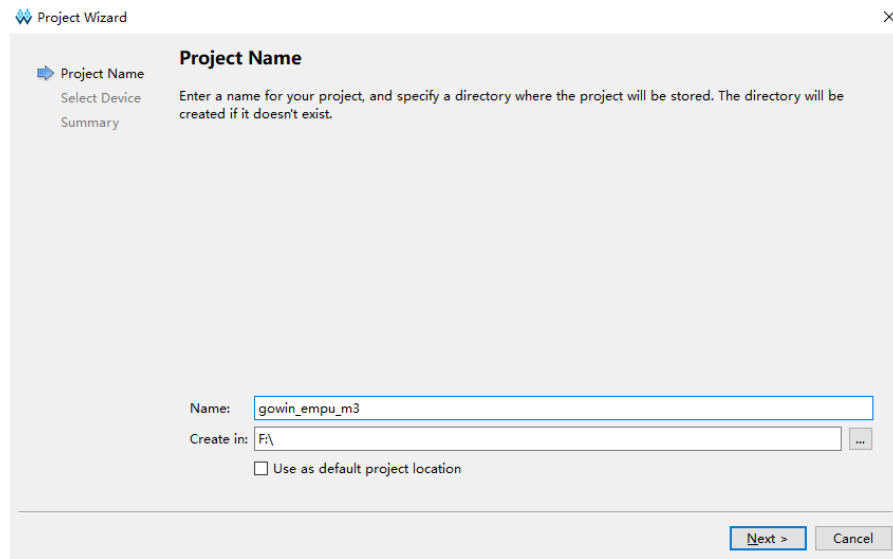 Project Wizard
Project Name
Select Device
Summary
Project Name
Enter a name for your project, and specify a directory where the project will be stored. The directory will be
created if it doesn't exist.
Name: gowin_empu_m3
Create in: F:\ ...
Use as default project location
Next > Cancel